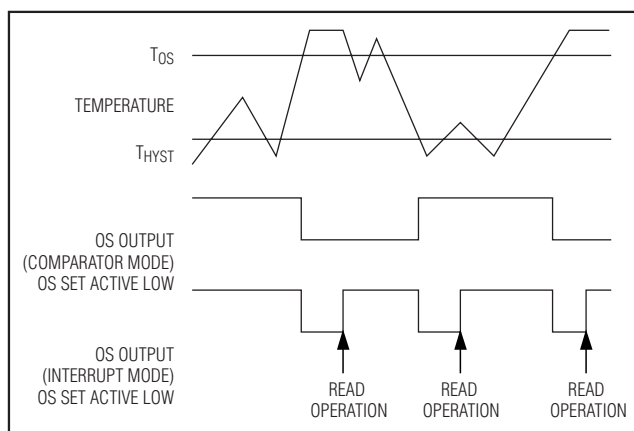 TOS
TEMPERATURE
THYST
OS OUTPUT
(COMPARATOR MODE)
OS SET ACTIVE LOW
OS OUTPUT
(INTERRUPT MODE)
OS SET ACTIVE LOW
READ
OPERATION
READ
OPERATION
READ
OPERATION